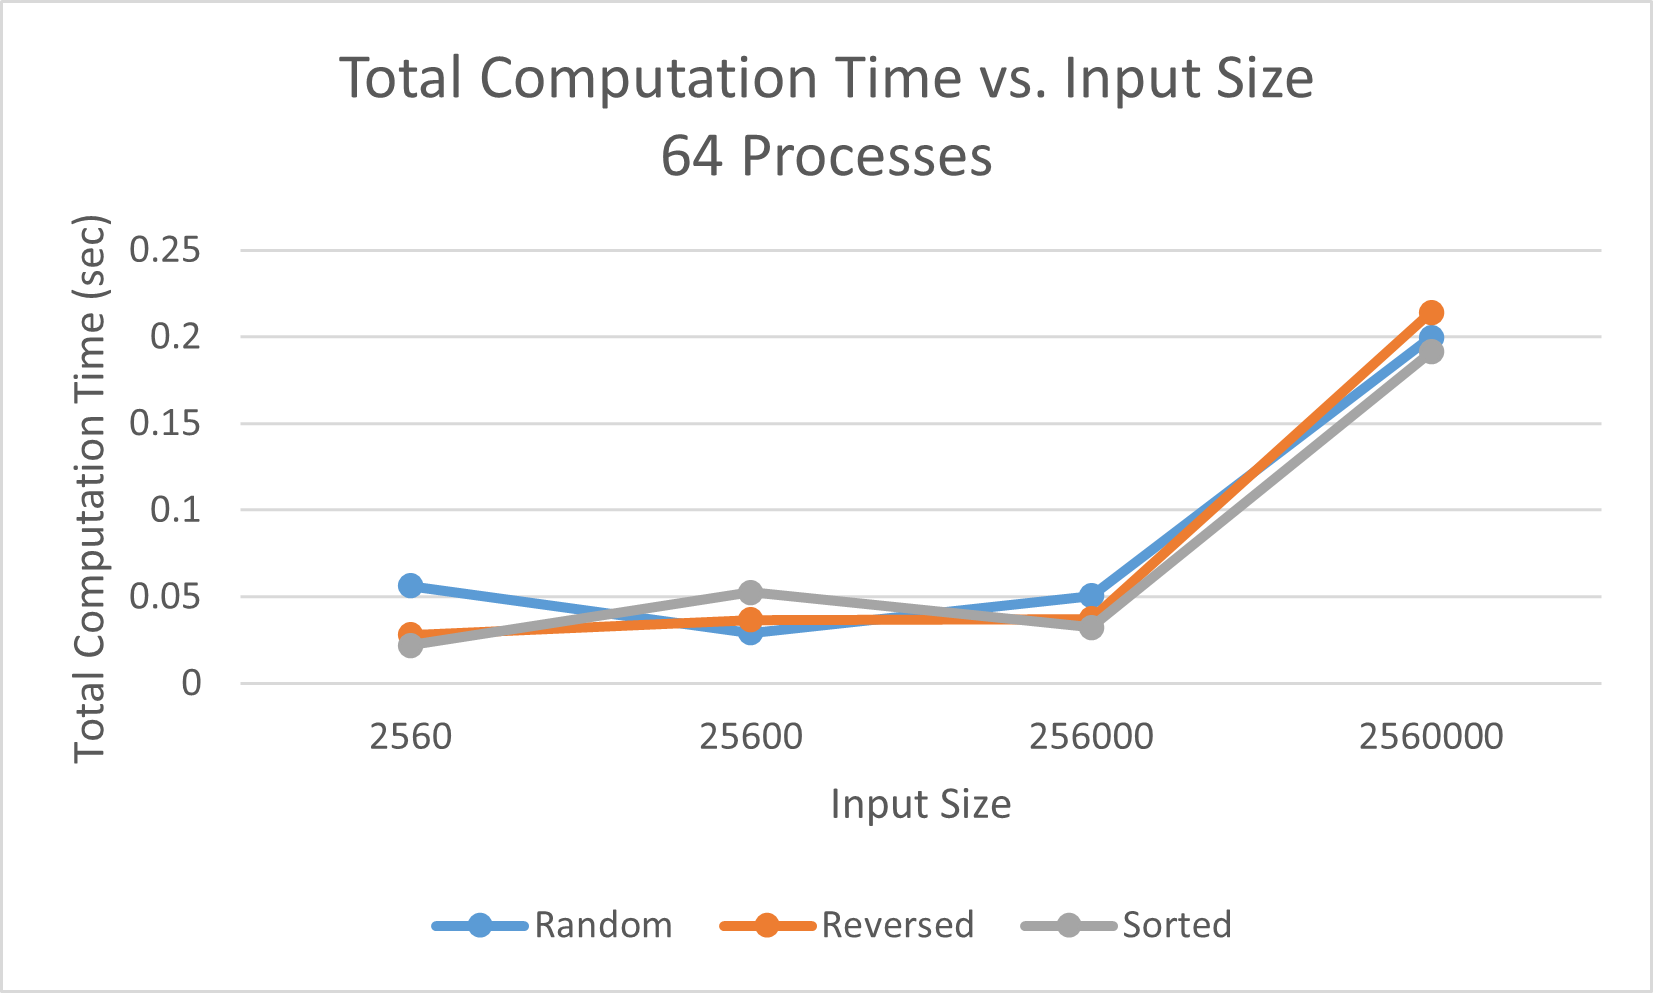 Total Computation Time vs. Input Size
64 Processes
Total Computation Time (sec)
0.25
0.2
0.15
0.1
0.05
0
2560 25600 256000 2560000
Input Size
Random Reversed Sorted